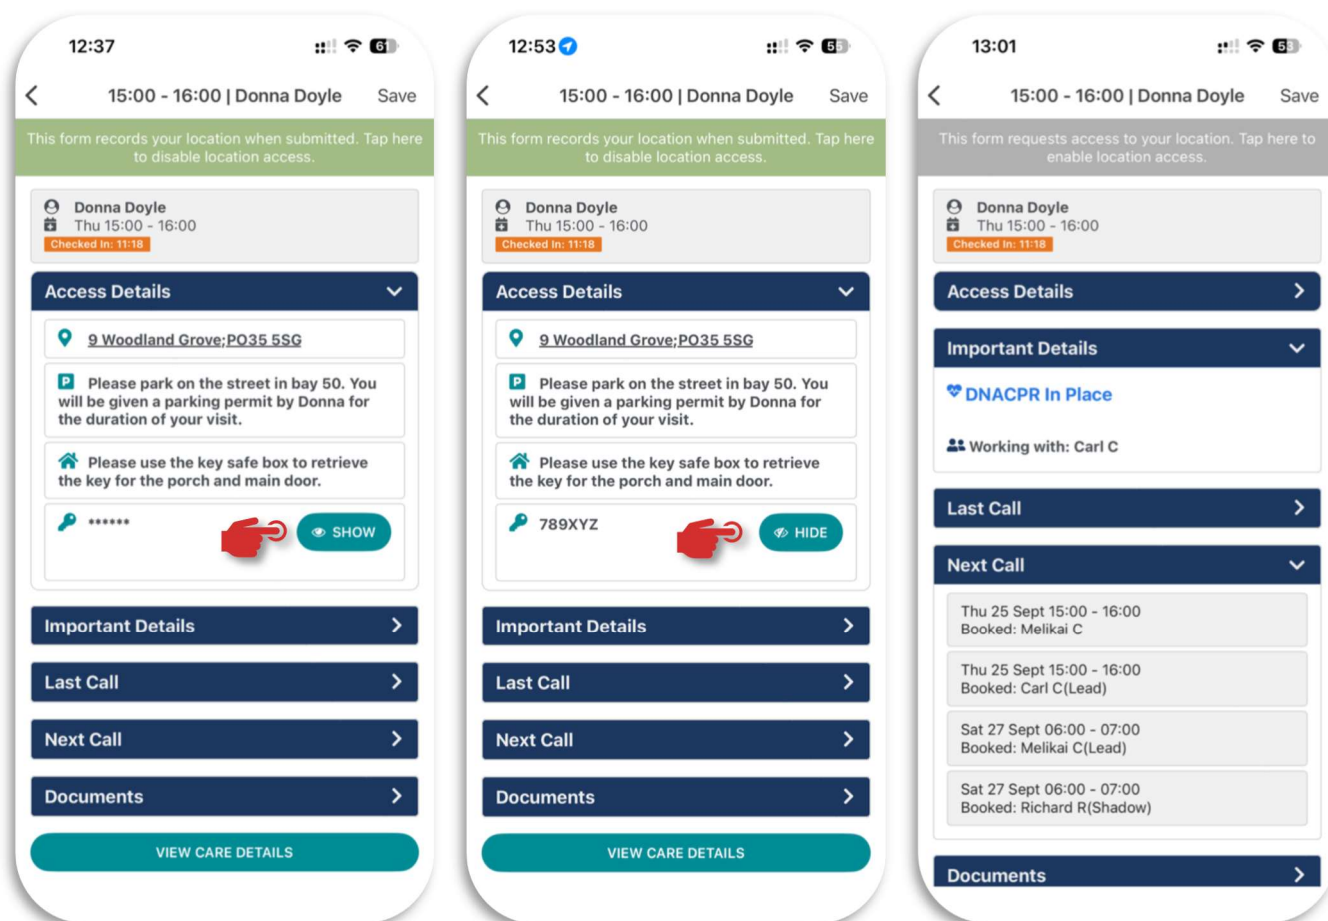 12:37
61
15:00 - 16:00 | Donna Doyle
Save
This form records your location when submitted. Tap here
to disable location access.
Donna Doyle
Thu 15:00 - 16:00
Checked In: 11:18
Access Details
9 Woodland Grove;PO35 5SG
P Please park on the street in bay 50. You
will be given a parking permit by Donna for
the duration of your visit.
Please use the key safe box to retrieve
the key for the porch and main door.
******
SHOW
Important Details
Last Call
Next Call
Documents
VIEW CARE DETAILS
12:53
55
15:00 - 16:00 | Donna Doyle
Save
This form records your location when submitted. Tap here
to disable location access.
Donna Doyle
Thu 15:00 - 16:00
Checked In: 11:18
Access Details
9 Woodland Grove;PO35 5SG
P Please park on the street in bay 50. You
will be given a parking permit by Donna for
the duration of your visit.
Please use the key safe box to retrieve
the key for the porch and main door.
789XYZ
HIDE
Important Details
Last Call
Next Call
Documents
VIEW CARE DETAILS
13:01
53
15:00 - 16:00 | Donna Doyle
Save
This form requests access to your location. Tap here to
enable location access.
Donna Doyle
Thu 15:00 - 16:00
Checked In: 11:18
Access Details
Important Details
DNACPR In Place
Working with: Carl C
Last Call
Next Call
Thu 25 Sept 15:00 - 16:00
Booked: Melikai C
Thu 25 Sept 15:00 - 16:00
Booked: Carl C(Lead)
Sat 27 Sept 06:00 - 07:00
Booked: Melikai C(Lead)
Sat 27 Sept 06:00 - 07:00
Booked: Richard R(Shadow)
Documents